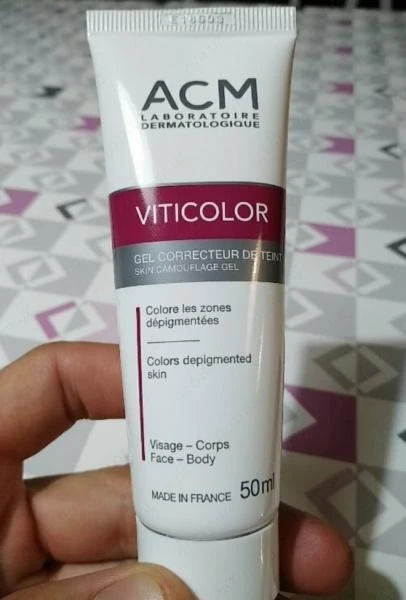 ACM
LABORATOIRE
DERMATOLOGIQUE
VITICOLOR
GEL CORRECTEUR DE TEINT
SKIN CAMOUFLAGE GEL
Colore les zones
dépigmentées
Colors depigmented
skin
Visage – Corps
Face – Body
MADE IN FRANCE 50ml